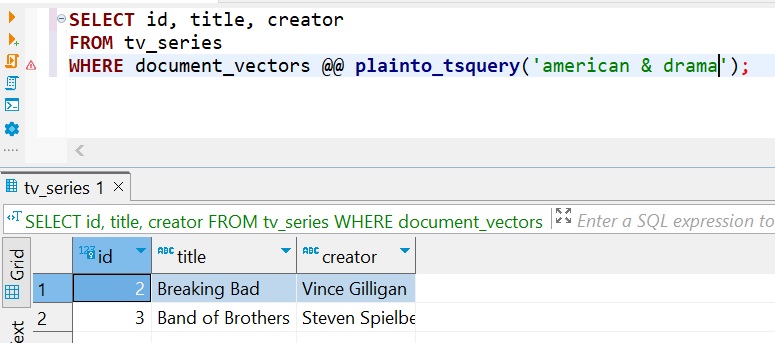 SELECT id, title, creator
FROM tv_series
WHERE document_vectors @@ plainto_tsquery('american & drama');
tv_series 1
SELECT id, title, creator FROM tv_series WHERE document_vectors
Enter a SQL expression to
Grid
123 id ABC title ABC creator
1 2 Breaking Bad Vince Gilligan
2 3 Band of Brothers Steven Spielbe
ext